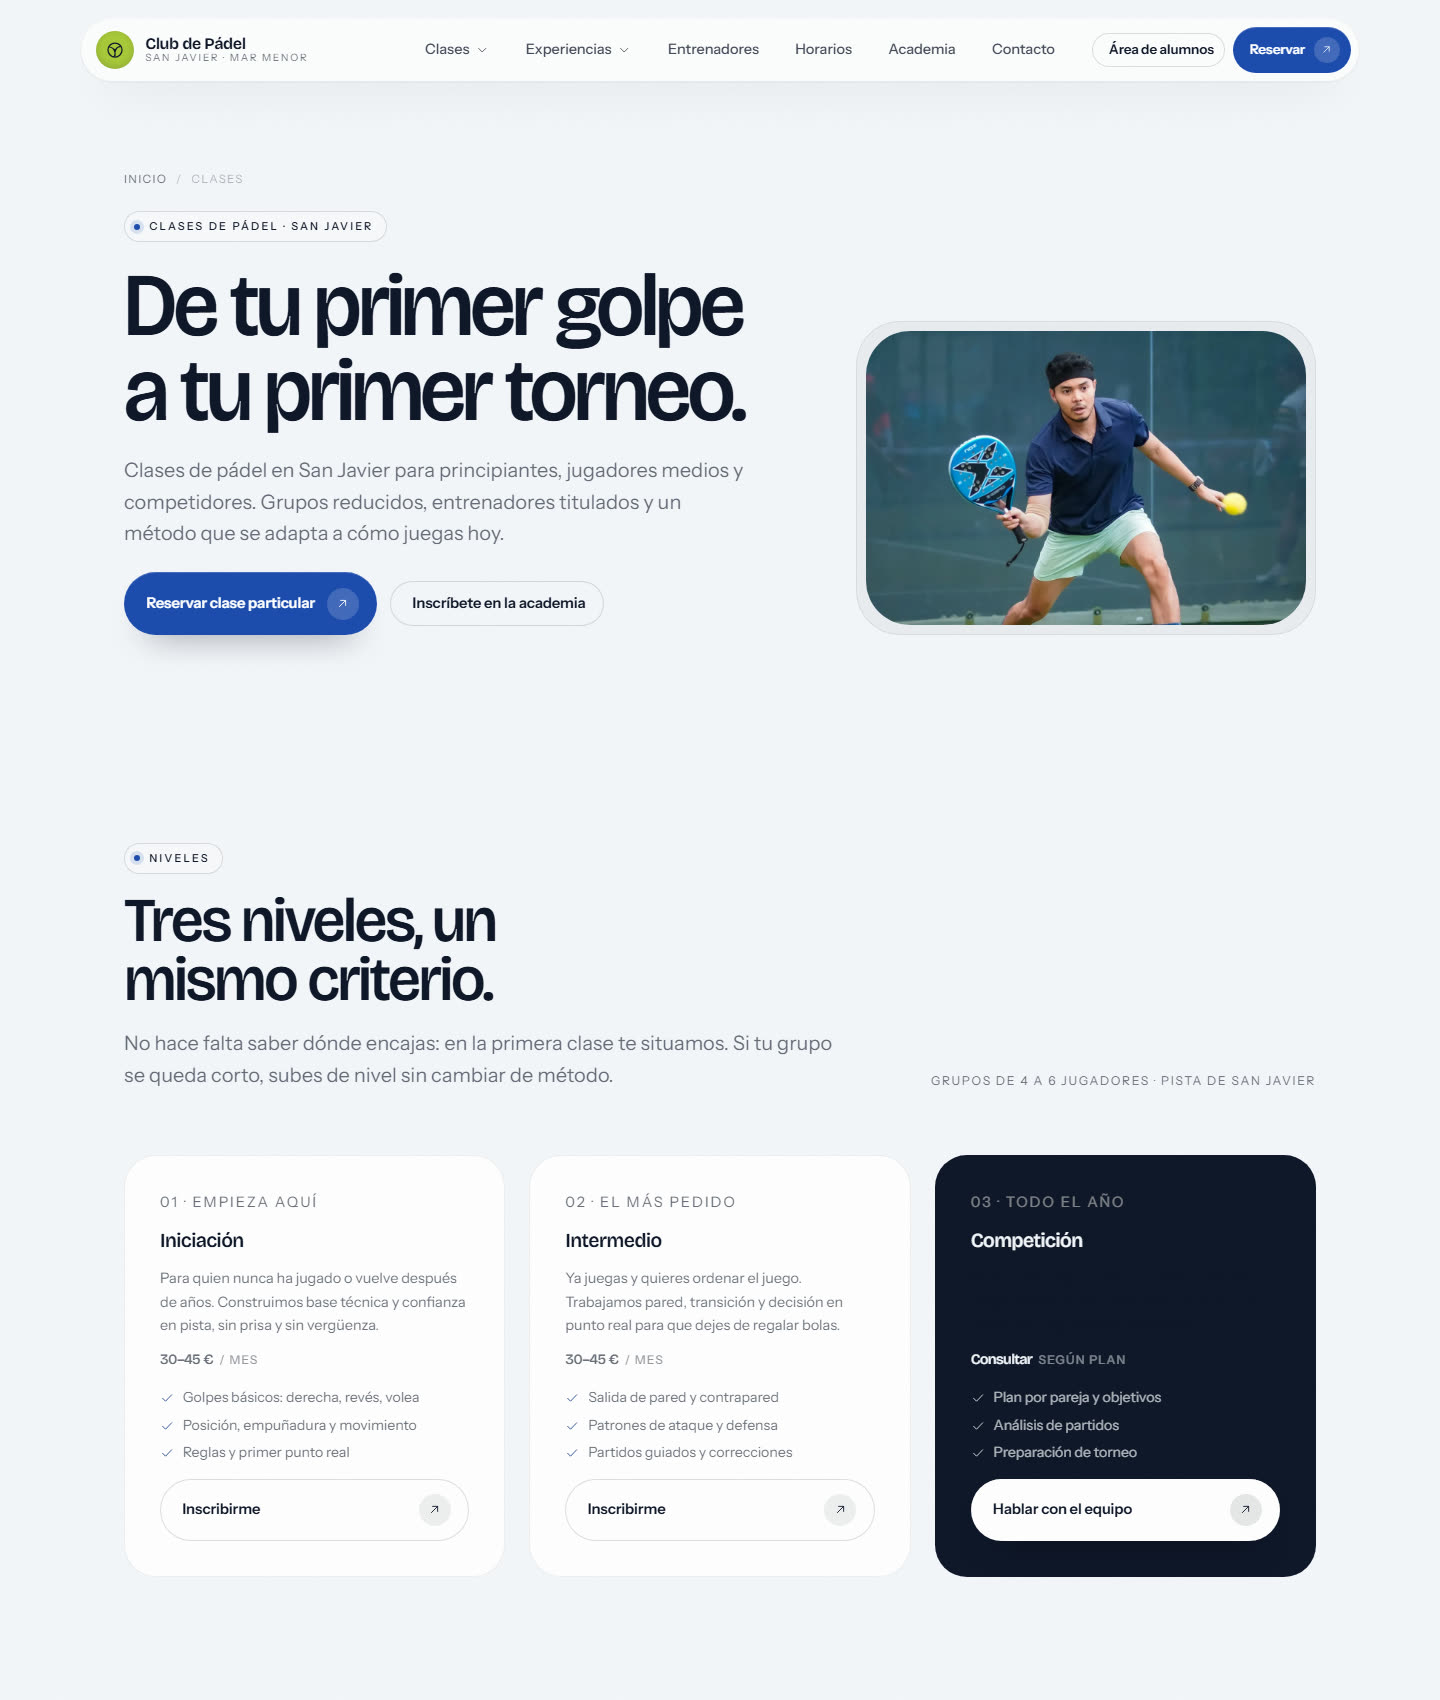 Club de Pádel
SAN JAVIER · MAR MENOR
Clases
Experiencias
Entrenadores
Horarios
Academia
Contacto
Área de alumnos
Reservar
INICIO / CLASES
CLASES DE PÁDEL · SAN JAVIER
De tu primer golpe
a tu primer torneo.
Clases de pádel en San Javier para principiantes, jugadores medios y
competidores. Grupos reducidos, entrenadores titulados y un
método que se adapta a cómo juegas hoy.
Reservar clase particular
Inscríbete en la academia
NIVELES
Tres niveles, un
mismo criterio.
No hace falta saber dónde encajas: en la primera clase te situamos. Si tu grupo
se queda corto, subes de nivel sin cambiar de método.
GRUPOS DE 4 A 6 JUGADORES · PISTA DE SAN JAVIER
01 · EMPIEZA AQUÍ
Iniciación
Para quien nunca ha jugado o vuelve después
de años. Construimos base técnica y confianza
en pista, sin prisa y sin vergüenza.
30–45 € / MES
Golpes básicos: derecha, revés, volea
Posición, empuñadura y movimiento
Reglas y primer punto real
Inscribirme
02 · EL MÁS PEDIDO
Intermedio
Ya juegas y quieres ordenar el juego.
Trabajamos pared, transición y decisión en
punto real para que dejes de regalar bolas.
30–45 € / MES
Salida de pared y contrapared
Patrones de ataque y defensa
Partidos guiados y correcciones
Inscribirme
03 · TODO EL AÑO
Competición
Consultar SEGÚN PLAN
Plan por pareja y objetivos
Análisis de partidos
Preparación de torneo
Hablar con el equipo